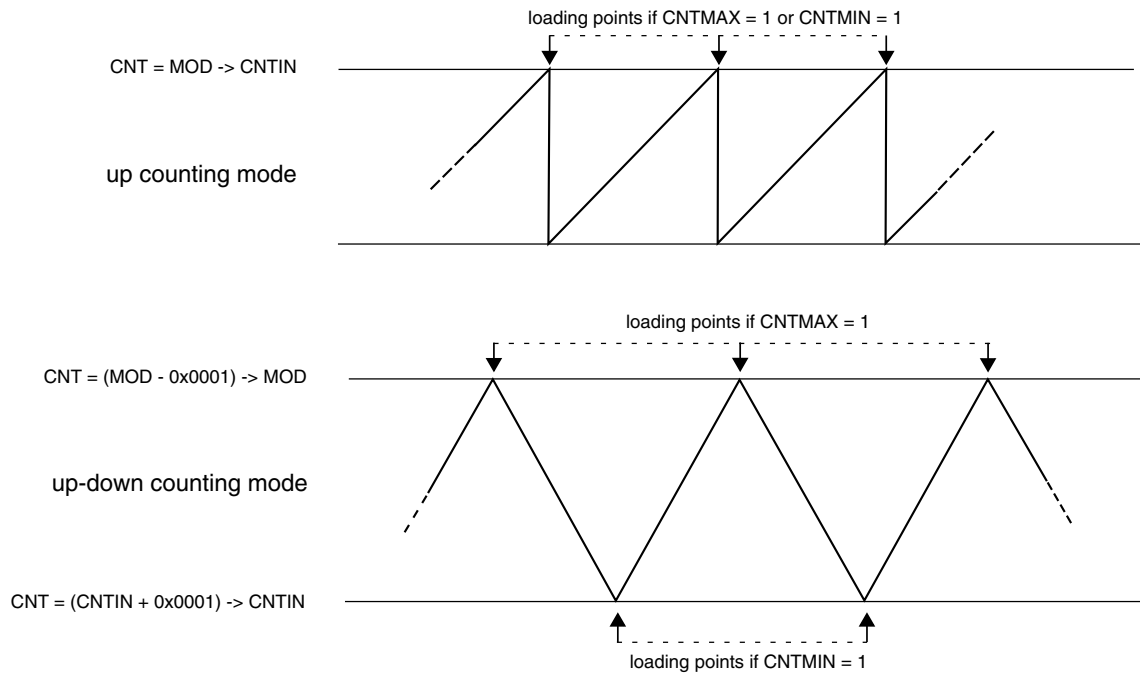 loading points if CNTMAX = 1 or CNTMIN = 1
CNT = MOD -> CNTIN
up counting mode
loading points if CNTMAX = 1
CNT = (MOD - 0x0001) -> MOD
up-down counting mode
CNT = (CNTIN + 0x0001) -> CNTIN
loading points if CNTMIN = 1